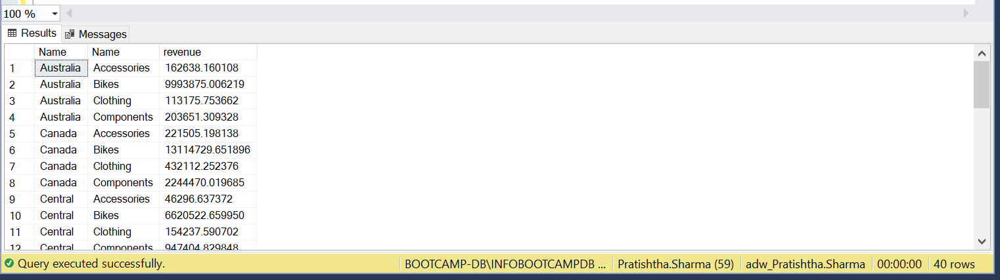 100 %
Results Messages
Name Name revenue
1 Australia Accessories 162638.160108
2 Australia Bikes 9993875.006219
3 Australia Clothing 113175.753662
4 Australia Components 203651.309328
5 Canada Accessories 221505.198138
6 Canada Bikes 13114729.651896
7 Canada Clothing 432112.252376
8 Canada Components 2244470.019685
9 Central Accessories 46296.637372
10 Central Bikes 6620522.659950
11 Central Clothing 154237.590702
12 Central Components 947404.829848
Query executed successfully. BOOTCAMP-DB\INFOBOOTCAMPDB ... Pratishtha.Sharma (59) adw_Pratishtha.Sharma 00:00:00 40 rows